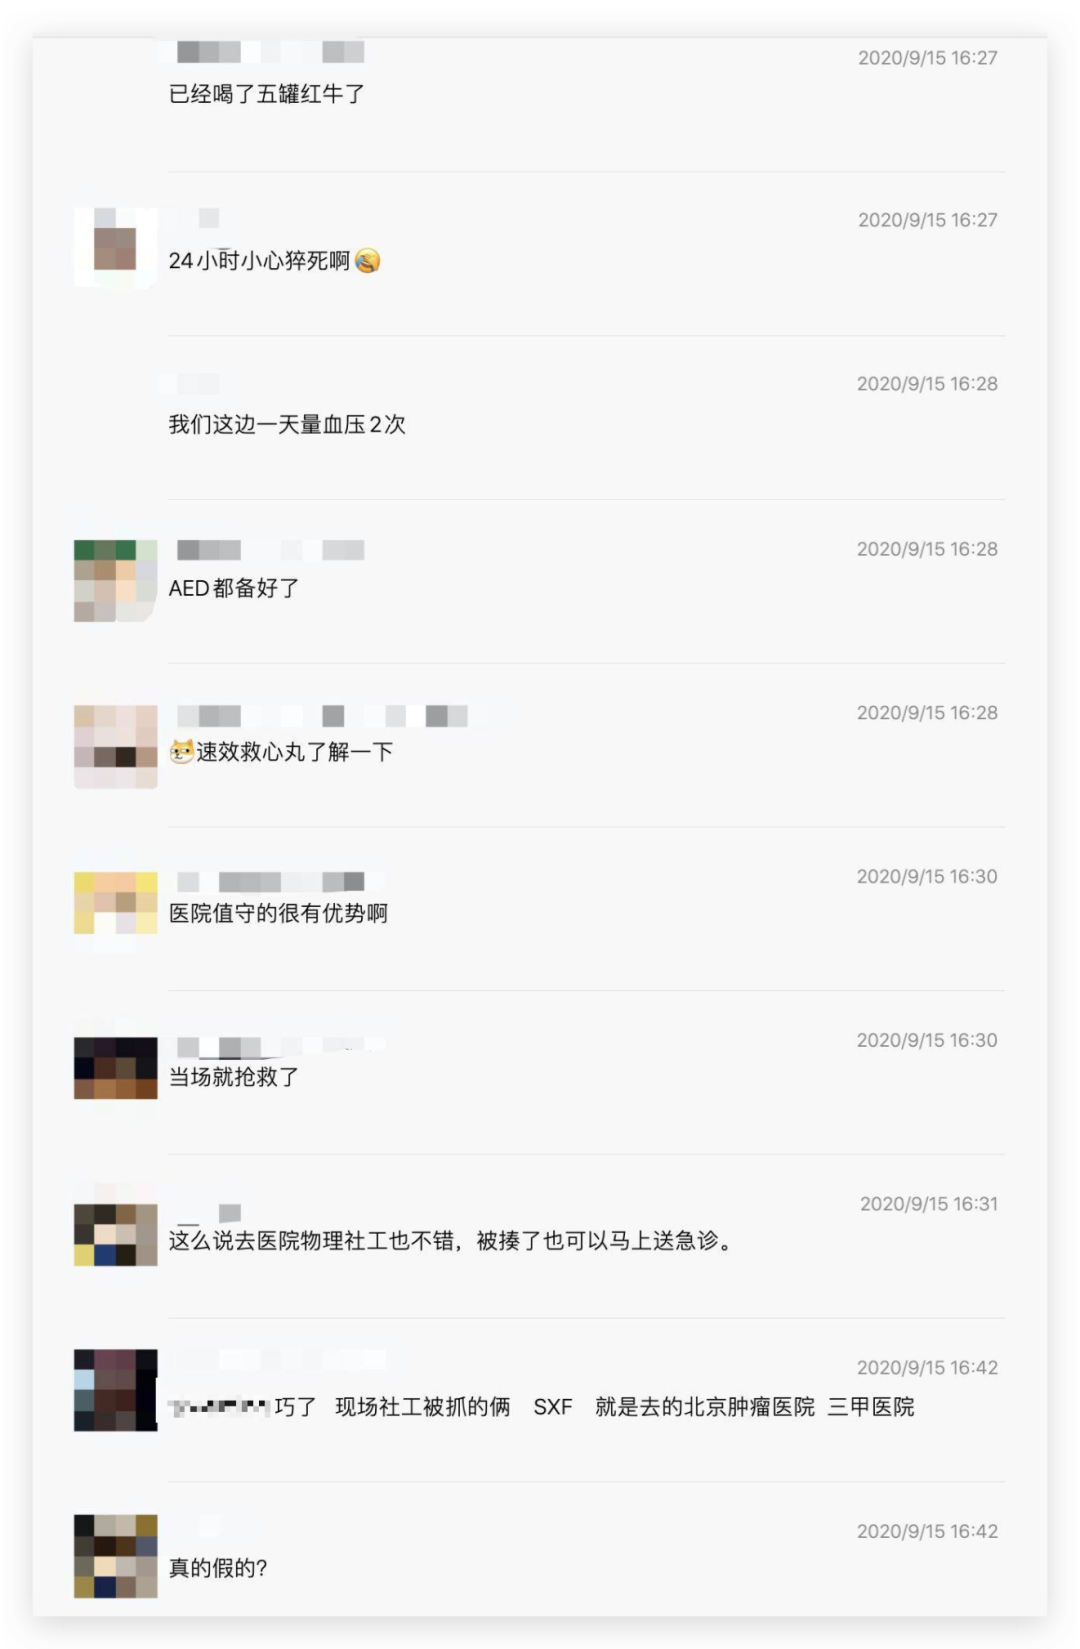 2020/9/15 16:27
已经喝了五罐红牛了
2020/9/15 16:27
24小时小心猝死啊
2020/9/15 16:28
我们这边一天量血压2次
2020/9/15 16:28
AED都备好了
2020/9/15 16:28
速效救心丸了解一下
2020/9/15 16:30
医院值守的很有优势啊
2020/9/15 16:30
当场就抢救了
2020/9/15 16:31
这么说去医院物理社工也不错，被揍了也可以马上送急诊。
2020/9/15 16:42
巧了 现场社工被抓的俩 SXF 就是去的北京肿瘤医院 三甲医院
2020/9/15 16:42
真的假的？